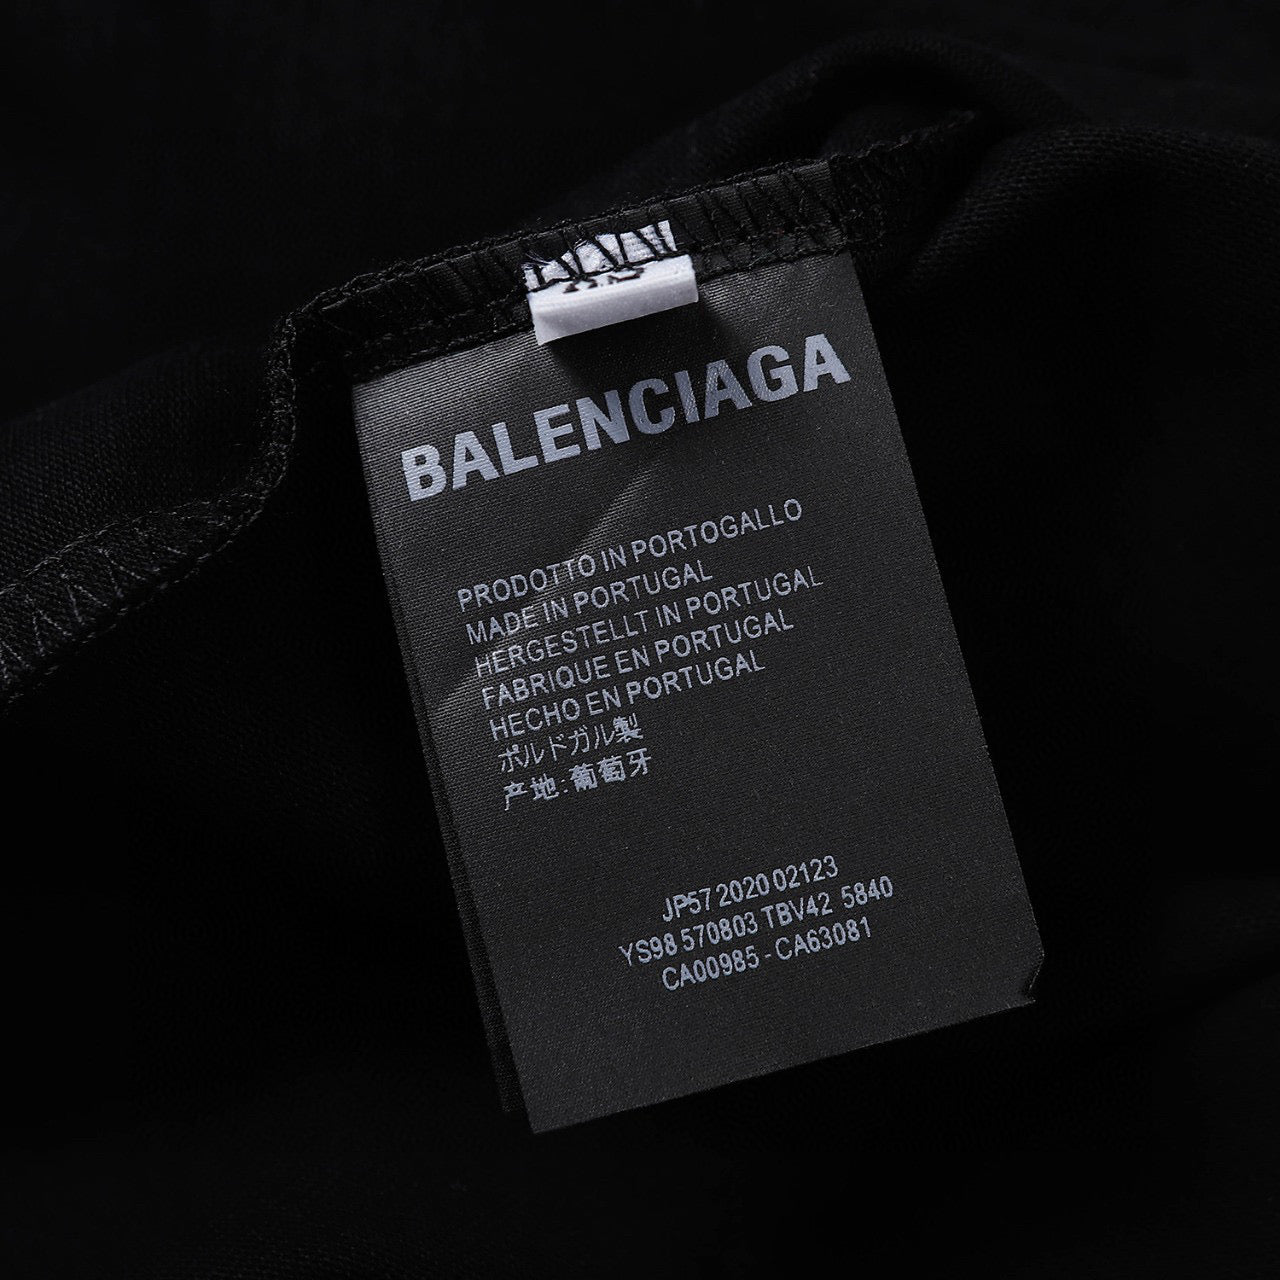 BALENCIAGA
PRODOTTO IN PORTOGALLO
MADE IN PORTUGAL
HERGESTELLT IN PORTUGAL
FABRIQUE EN PORTUGAL
HECHO EN PORTUGAL
ポルドガル製
产地:葡萄牙
JP57 2020 02123
YS98 570803 TBV42 5840
CA00985 - CA63081